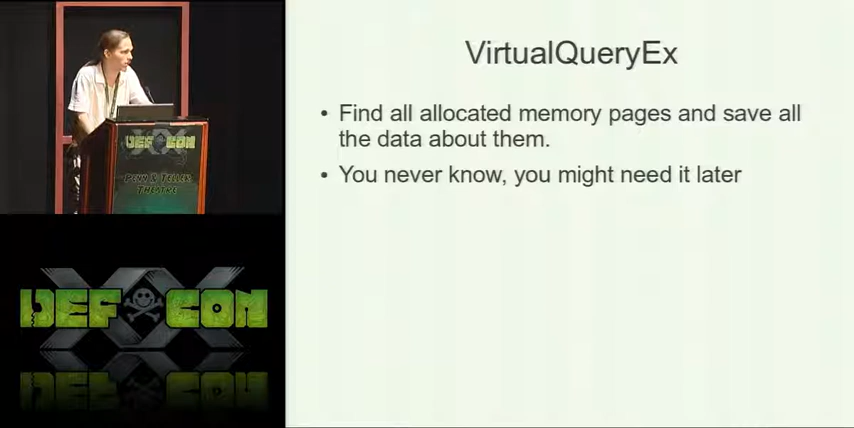 VirtualQueryEx
• Find all allocated memory pages and save all
the data about them.
• You never know, you might need it later
DEF CON
PENN & TELLER
THEATRE
XX
DEF CON